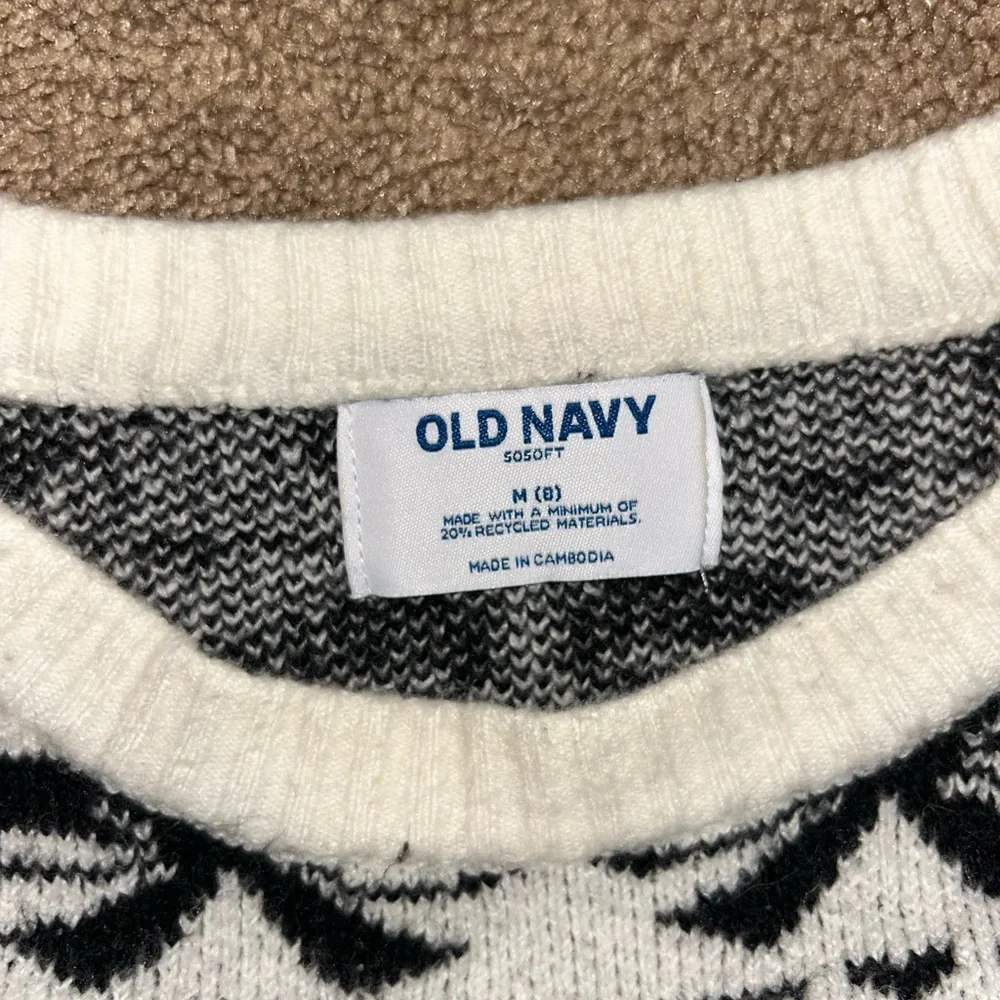 OLD NAVY
SOSOFT
M (8)
MADE WITH A MINIMUM OF
20% RECYCLED MATERIALS.
MADE IN CAMBODIA